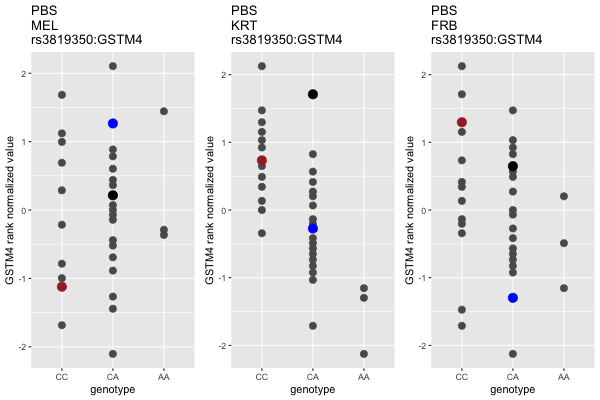 PBS
MEL
rs3819350:GSTM4
GSTM4 rank normalized value
2
1
0
-1
-2
CC
CA
AA
genotype
PBS
KRT
rs3819350:GSTM4
GSTM4 rank normalized value
2
1
0
-1
-2
CC
CA
AA
genotype
PBS
FRB
rs3819350:GSTM4
GSTM4 rank normalized value
2
1
0
-1
-2
CC
CA
AA
genotype